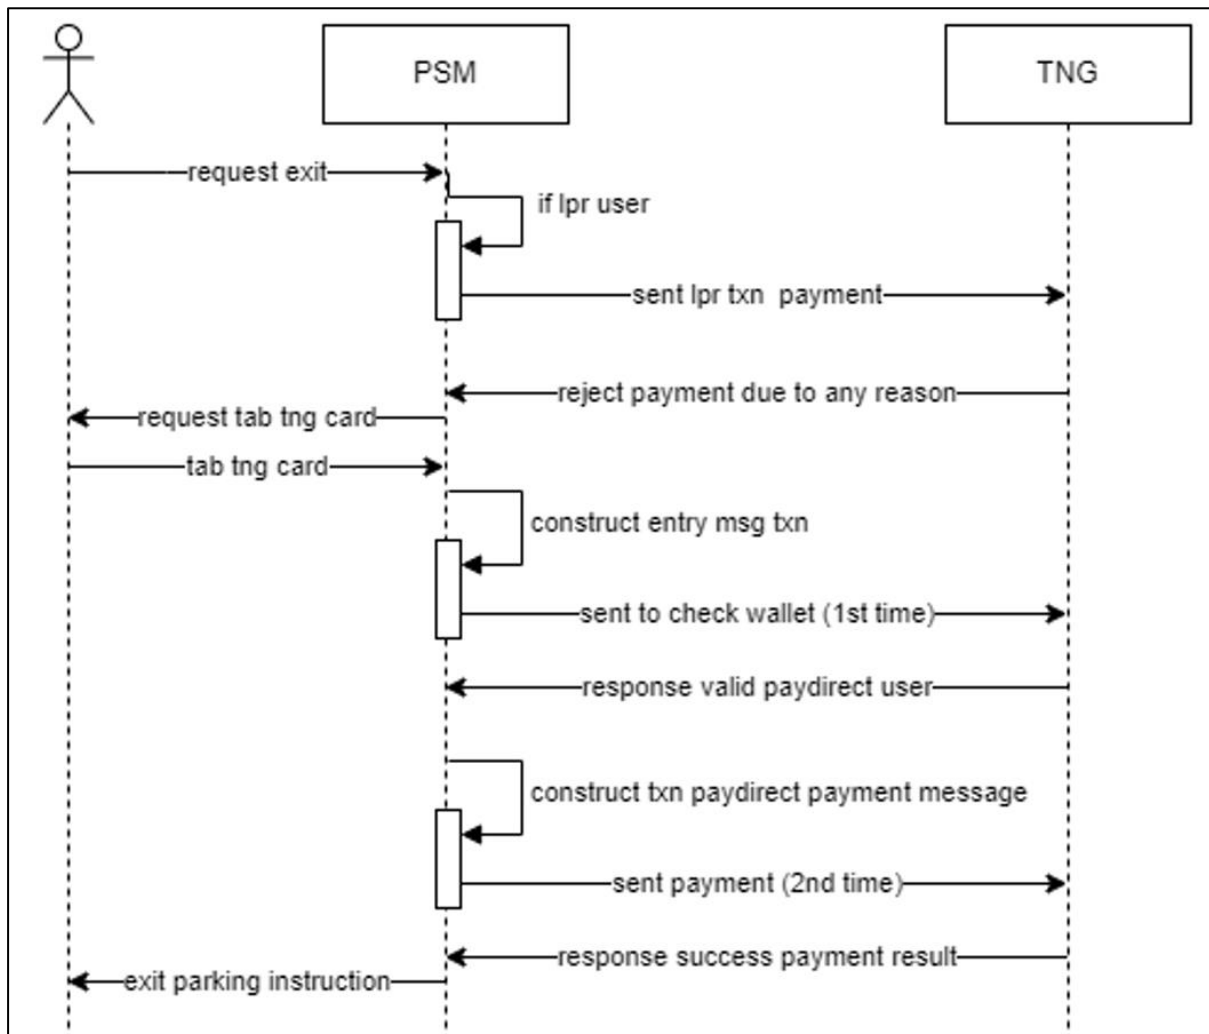 PSM
TNG
request exit
if lpr user
sent lpr txn payment
reject payment due to any reason
request tab tng card
tab tng card
construct entry msg txn
sent to check wallet (1st time)
response valid paydirect user
construct txn paydirect payment message
sent payment (2nd time)
response success payment result
exit parking instruction